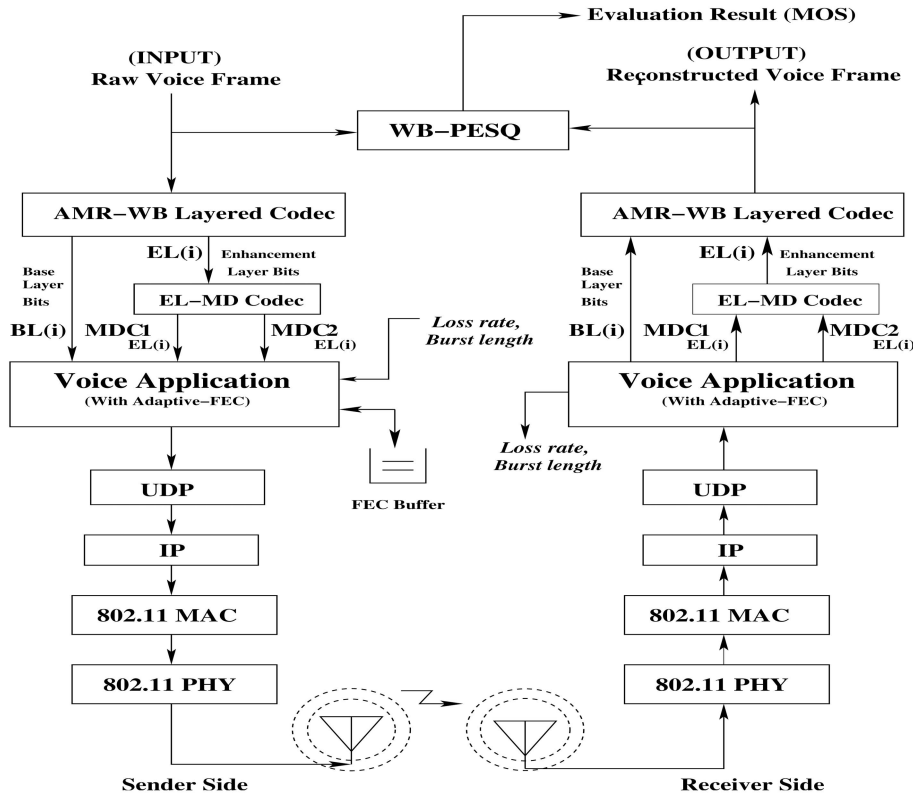 Evaluation Result (MOS)
(INPUT)
Raw Voice Frame
(OUTPUT)
Reconstructed Voice Frame
WB-PESQ
AMR-WB Layered Codec
Base
Layer
Bits
EL(i)
Enhancement
Layer Bits
EL-MD Codec
BL(i)
MDC1
EL(i)
MDC2
EL(i)
Loss rate,
Burst length
Voice Application
(With Adaptive-FEC)
FEC Buffer
UDP
IP
802.11 MAC
802.11 PHY
Sender Side
AMR-WB Layered Codec
Base
Layer
Bits
EL(i)
Enhancement
Layer Bits
EL-MD Codec
BL(i)
MDC1
EL(i)
MDC2
EL(i)
Voice Application
(With Adaptive-FEC)
Loss rate,
Burst length
UDP
IP
802.11 MAC
802.11 PHY
Receiver Side